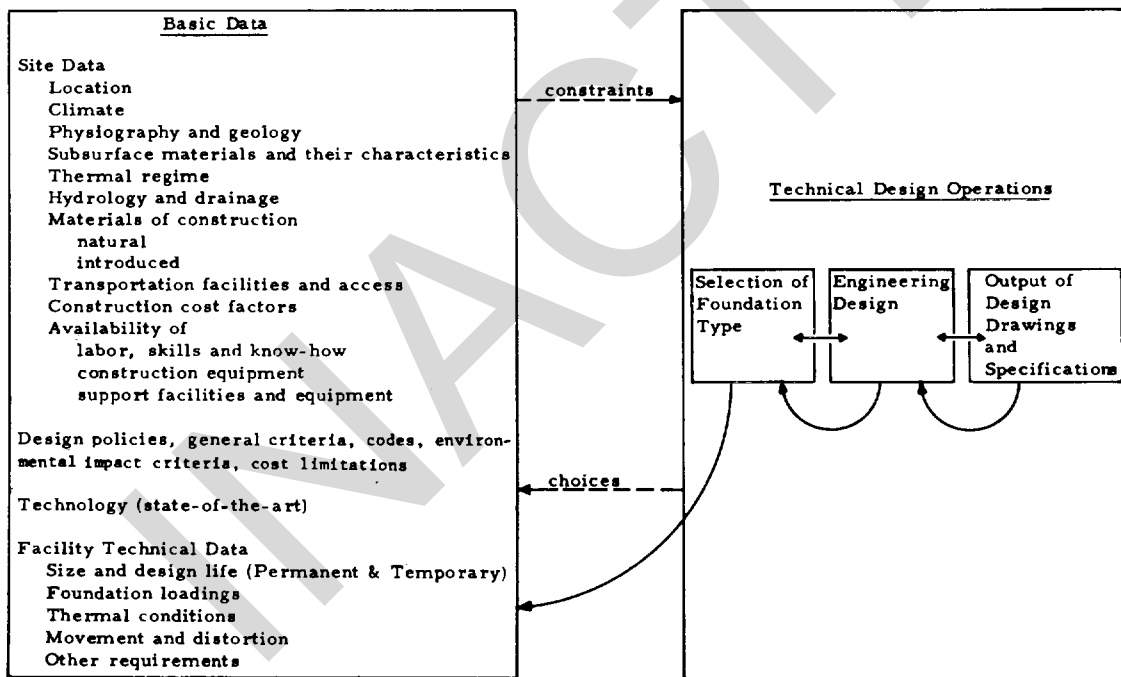 Basic Data
Site Data
Location
Climate
Physiography and geology
Subsurface materials and their characteristics
Thermal regime
Hydrology and drainage
Materials of construction
natural
introduced
Transportation facilities and access
Construction cost factors
Availability of
labor, skills and know-how
construction equipment
support facilities and equipment
Design policies, general criteria, codes, environ-
mental impact criteria, cost limitations
Technology (state-of-the-art)
Facility Technical Data
Size and design life (Permanent & Temporary)
Foundation loadings
Thermal conditions
Movement and distortion
Other requirements
constraints
choices
Technical Design Operations
Selection of
Foundation
Type
Engineering
Design
Output of
Design
Drawings
and
Specifications
INACT